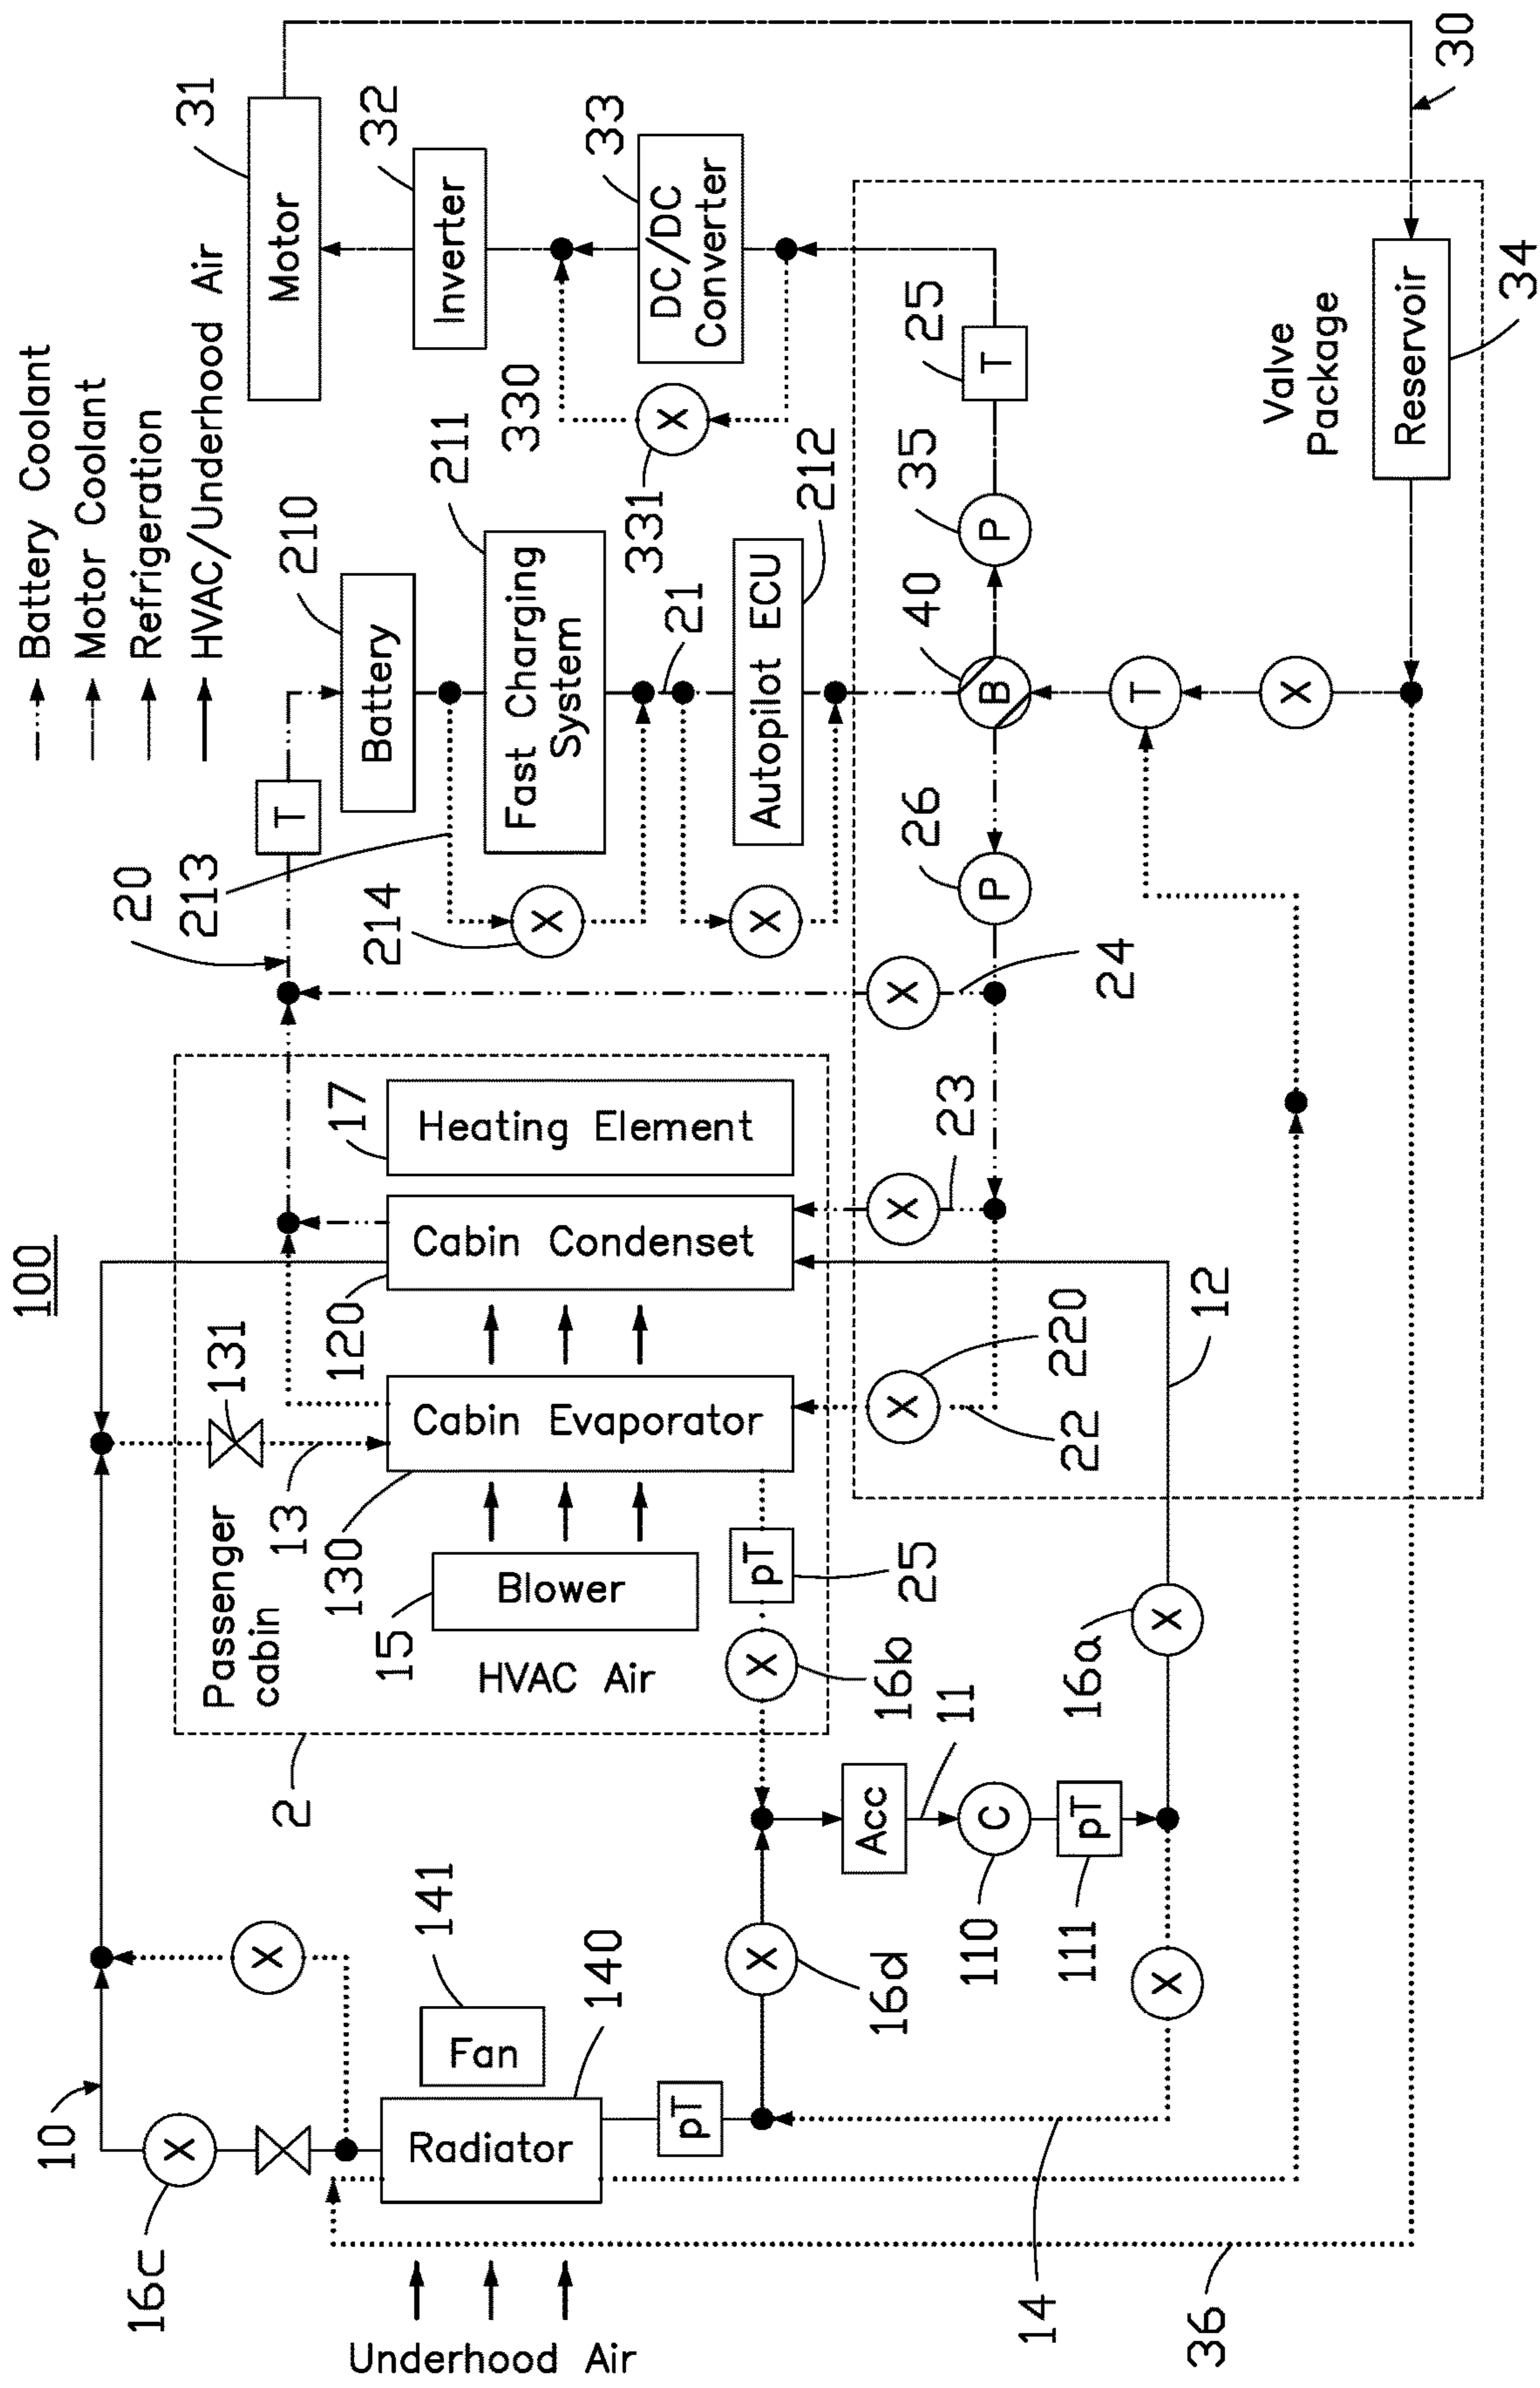 100
Battery Coolant
Motor Coolant
Refrigeration
HVAC/Underhood Air
10
16c
Underhood Air
Radiator
140
Fan
141
pT
X
X
2
Passenger
cabin
13
131
15
Blower
HVAC Air
130
Cabin Evaporator
120
Cabin Condenset
17
Heating Element
pT
25
X
16b
X
16d
Acc
11
C
110
pT
111
X
16a
X
12
14
36
20
T
213
214
X
Battery
210
Fast Charging
System
211
21
X
Autopilot ECU
212
Motor
31
Inverter
32
DC/DC
Converter
33
330
X
331
X
220
22
X
23
X
24
P
26
B
40
P
35
T
25
T
X
Valve
Package
Reservoir
34
30